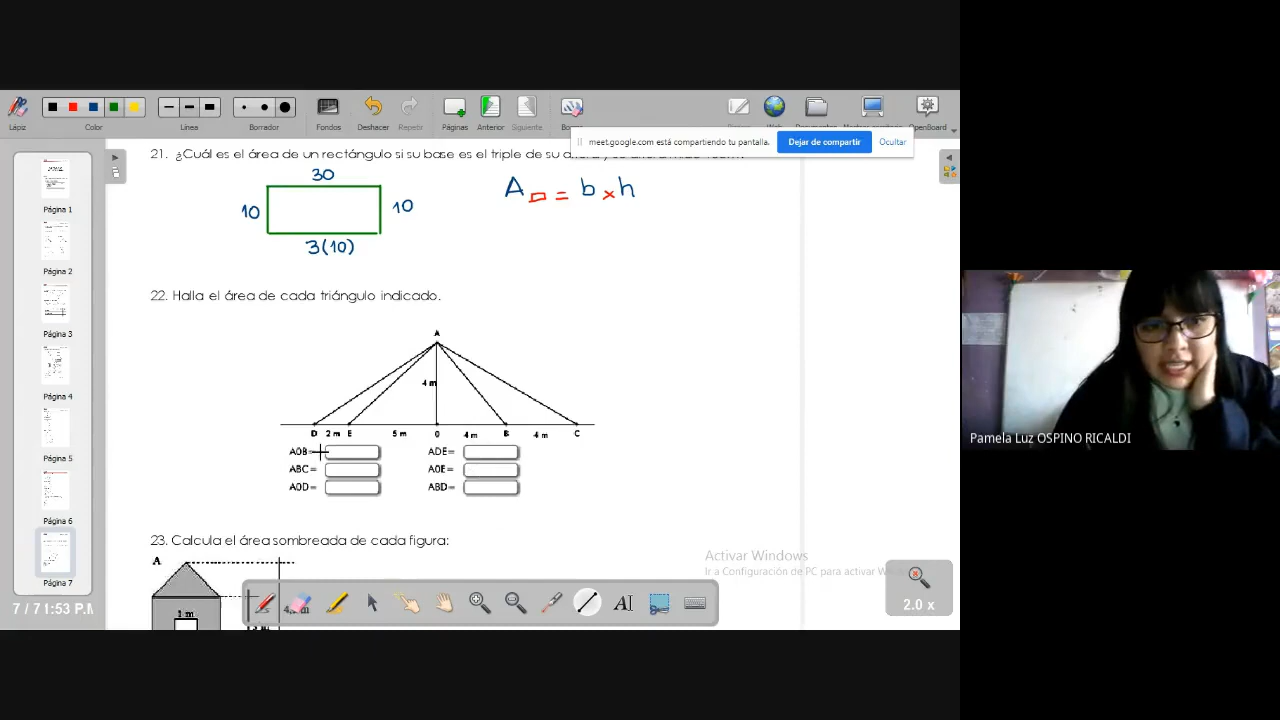 Lápiz
Color
Línea
Borrador
Fondos
Deshacer
Repetir
Páginas
Anterior
Siguiente
OpenBoard
meet.google.com está compartiendo tu pantalla.
Dejar de compartir
Ocultar
Página 1
Página 2
Página 3
Página 4
Página 5
Página 6
Página 7
7 / 7 1:53 P.M
21. ¿Cuál es el área de un rectángulo si su base es el triple de su
30
10
10
3(10)
A = b x h
22. Halla el área de cada triángulo indicado.
A
4 m
D 2 m E 5 m 0 4 m B 4 m C
A0B=
ADE=
ABC=
A0E=
A0D=
ABD=
23. Calcula el área sombreada de cada figura:
A
1 m
Activar Windows
Ir a Configuración de PC para activar
2.0 x
Pamela Luz OSPINO RICALDI